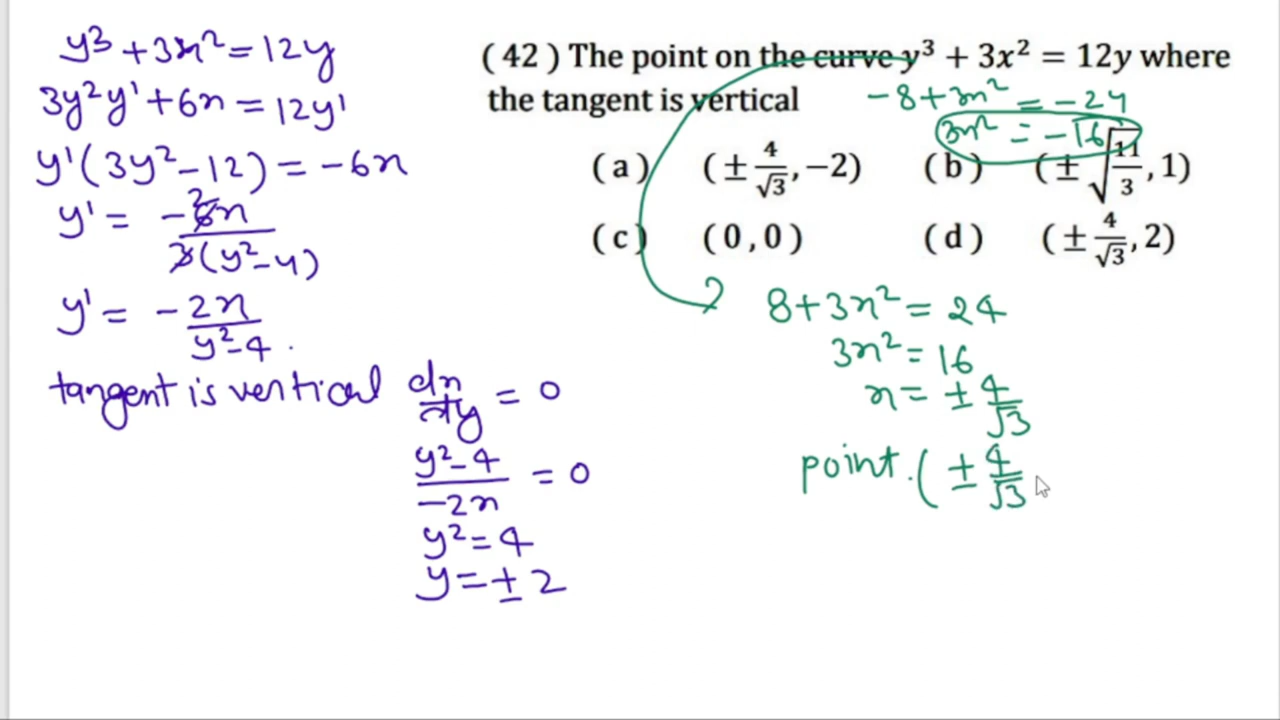 y³ + 3x² = 12y
3y²y' + 6x = 12y'
y'(3y² - 12) = -6x
y' = -6x / 3(y² - 4)
2
y' = -2x / y² - 4 .
tangent is vertical dx/dy = 0
y² - 4 / -2x = 0
y² = 4
y = ± 2
( 42 ) The point on the curve y³ + 3x² = 12y where
the tangent is vertical
-8 + 3x² = -24
3x² = -16
( a ) (± 4/√3, -2) ( b ) (± √11/3, 1)
( c ) (0, 0) ( d ) (± 4/√3, 2)
8 + 3x² = 24
3x² = 16
x = ± 4/√3
point . ( ± 4/√3